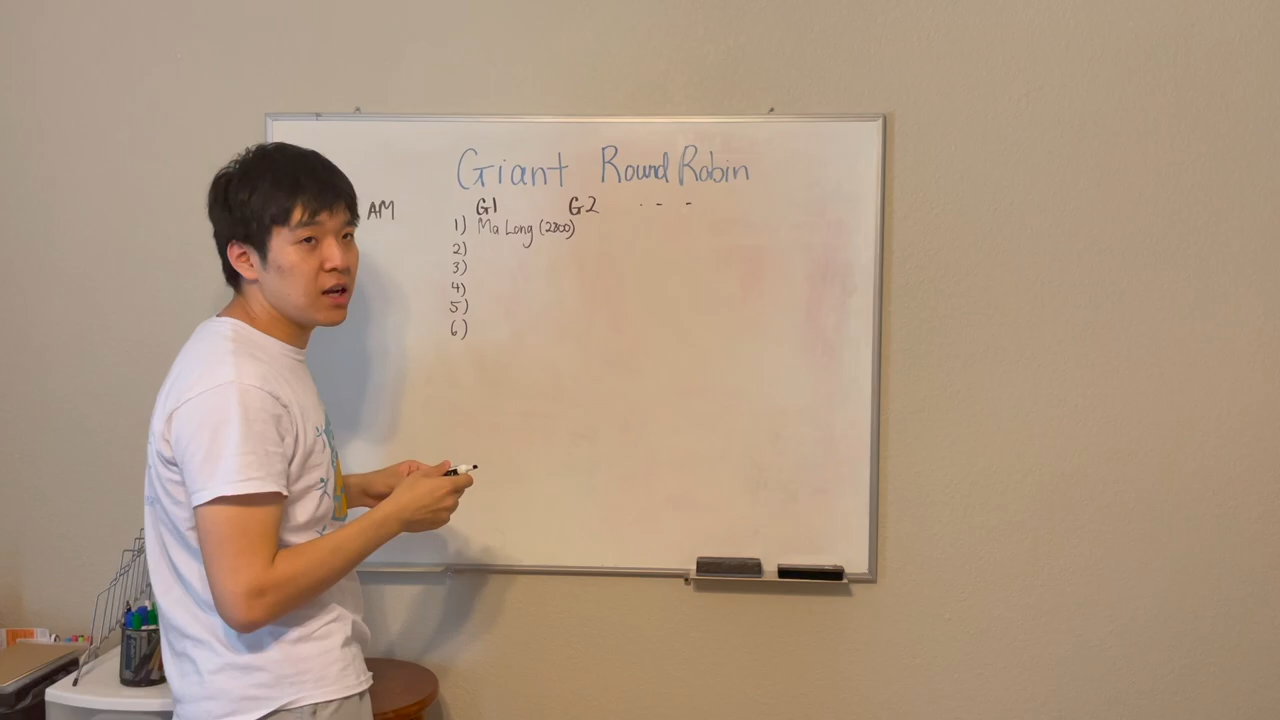 Giant Round Robin
AM G1 G2 . - -
1) Ma Long (2800)
2)
3)
4)
5)
6)